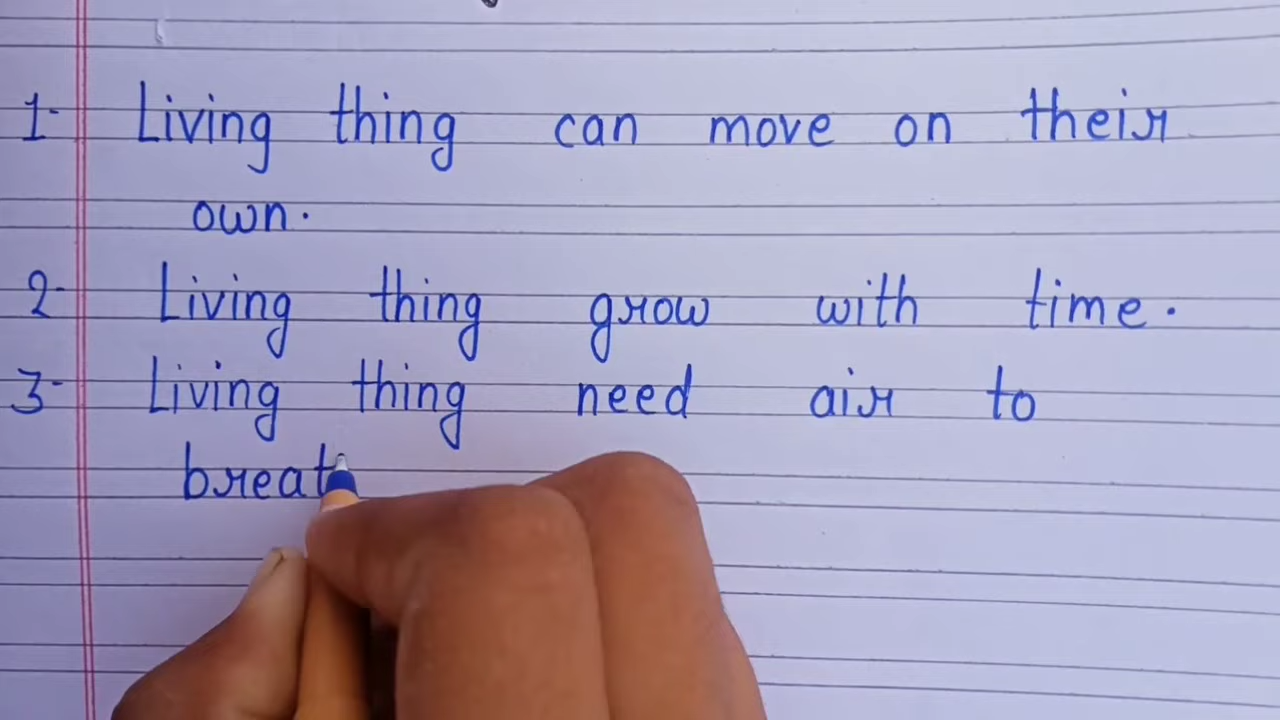 1- Living thing can move on their
own.
2- Living thing grow with time.
3- Living thing need air to
breat